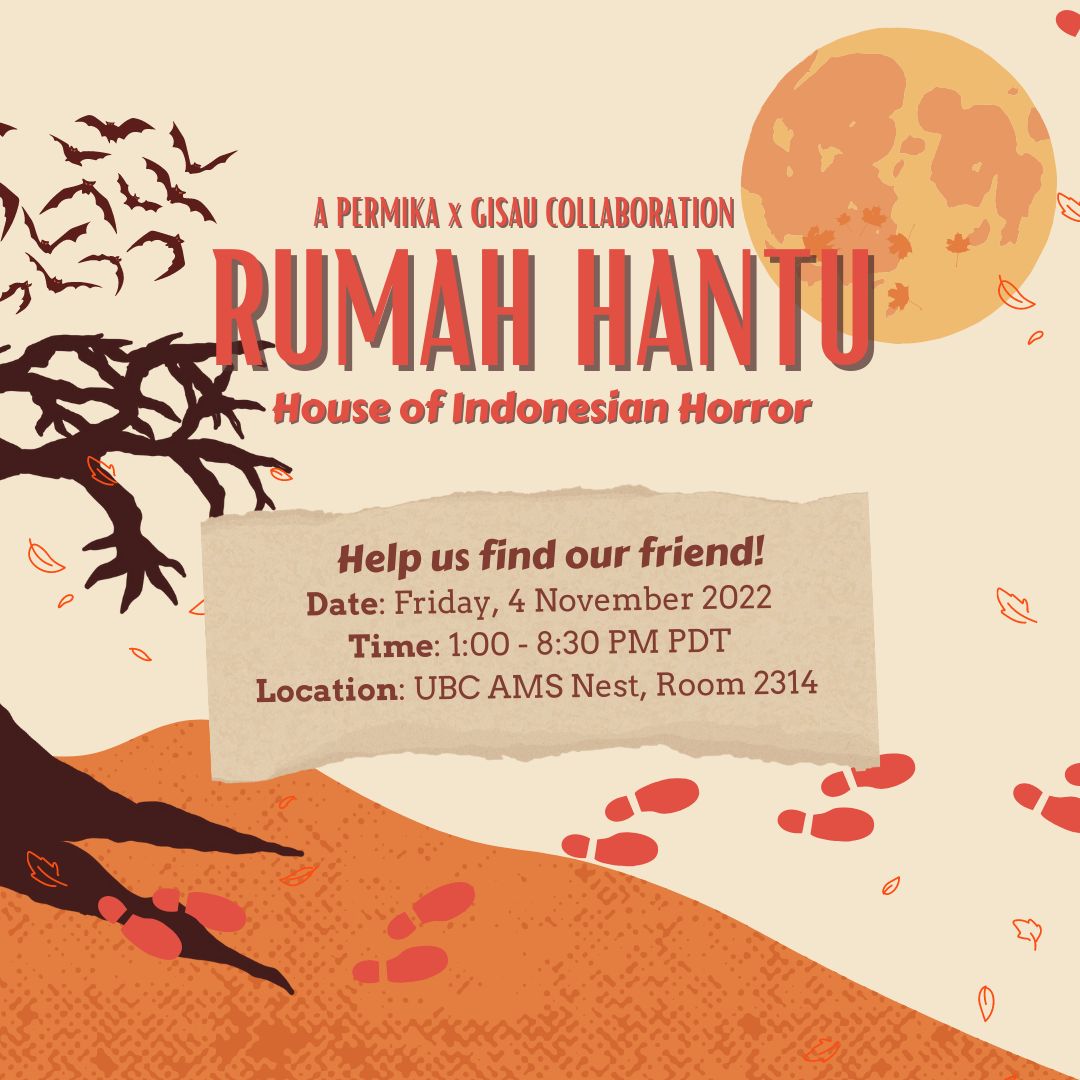 A PERMIKA x GISAU COLLABORATION
RUMAH HANTU
House of Indonesian Horror
Help us find our friend!
Date: Friday, 4 November 2022
Time: 1:00 - 8:30 PM PDT
Location: UBC AMS Nest, Room 2314